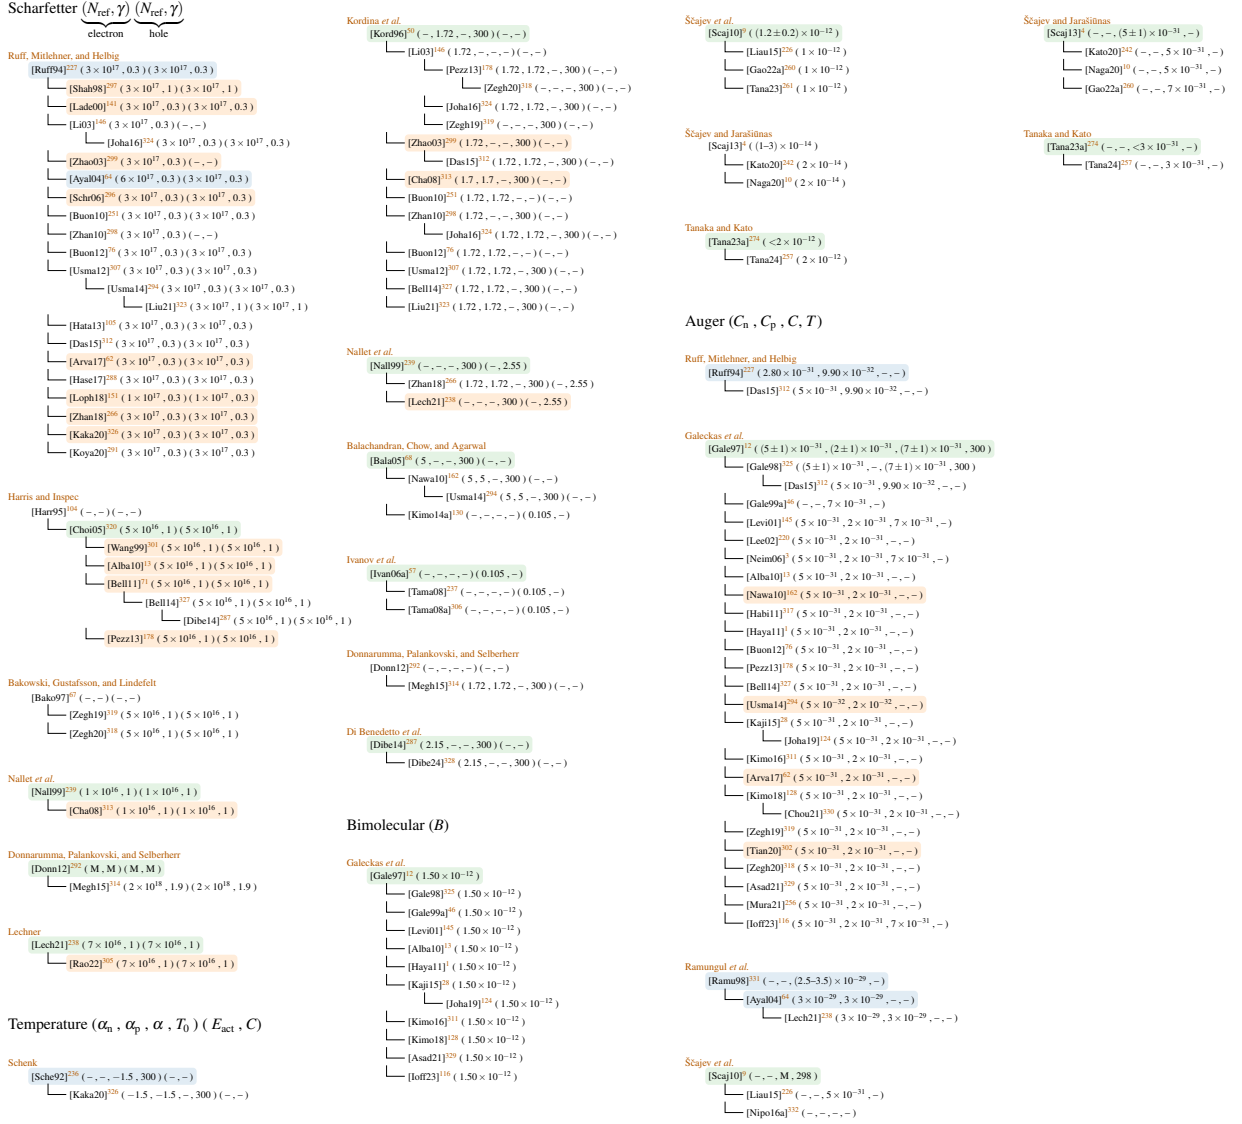 Scharfetter (N_ref, γ) (N_ref, γ)
electron hole
Ruff, Mitlehner, and Helbig
[Ruff94]227 ( 3×10^17 , 0.3 ) ( 3×10^17 , 0.3 )
[Shah98]297 ( 3×10^17 , 1 ) ( 3×10^17 , 1 )
[Lade00]141 ( 3×10^17 , 0.3 ) ( 3×10^17 , 0.3 )
[Li03]146 ( 3×10^17 , 0.3 ) ( – , – )
[Joha16]324 ( 3×10^17 , 0.3 ) ( 3×10^17 , 0.3 )
[Zhao03]299 ( 3×10^17 , 0.3 ) ( – , – )
[Ayal04]64 ( 6×10^17 , 0.3 ) ( 3×10^17 , 0.3 )
[Schr06]296 ( 3×10^17 , 0.3 ) ( 3×10^17 , 0.3 )
[Buon10]251 ( 3×10^17 , 0.3 ) ( 3×10^17 , 0.3 )
[Zhan10]298 ( 3×10^17 , 0.3 ) ( – , – )
[Buon12]76 ( 3×10^17 , 0.3 ) ( 3×10^17 , 0.3 )
[Usma12]307 ( 3×10^17 , 0.3 ) ( 3×10^17 , 0.3 )
[Usma14]294 ( 3×10^17 , 0.3 ) ( 3×10^17 , 0.3 )
[Liu21]323 ( 3×10^17 , 1 ) ( 3×10^17 , 1 )
[Hata13]105 ( 3×10^17 , 0.3 ) ( 3×10^17 , 0.3 )
[Das15]312 ( 3×10^17 , 0.3 ) ( 3×10^17 , 0.3 )
[Arva17]62 ( 3×10^17 , 0.3 ) ( 3×10^17 , 0.3 )
[Hase17]288 ( 3×10^17 , 0.3 ) ( 3×10^17 , 0.3 )
[Loph18]151 ( 1×10^17 , 0.3 ) ( 1×10^17 , 0.3 )
[Zhan18]266 ( 3×10^17 , 0.3 ) ( 3×10^17 , 0.3 )
[Kaka20]326 ( 3×10^17 , 0.3 ) ( 3×10^17 , 0.3 )
[Koya20]291 ( 3×10^17 , 0.3 ) ( 3×10^17 , 0.3 )
Harris and Inspec
[Harr95]104 ( – , – ) ( – , – )
[Choi05]320 ( 5×10^16 , 1 ) ( 5×10^16 , 1 )
[Wang99]301 ( 5×10^16 , 1 ) ( 5×10^16 , 1 )
[Alba10]13 ( 5×10^16 , 1 ) ( 5×10^16 , 1 )
[Bell11]71 ( 5×10^16 , 1 ) ( 5×10^16 , 1 )
[Bell14]327 ( 5×10^16 , 1 ) ( 5×10^16 , 1 )
[Dibe14]287 ( 5×10^16 , 1 ) ( 5×10^16 , 1 )
[Pezz13]178 ( 5×10^16 , 1 ) ( 5×10^16 , 1 )
Bakowski, Gustafsson, and Lindefelt
[Bako97]67 ( – , – ) ( – , – )
[Zegh19]319 ( 5×10^16 , 1 ) ( 5×10^16 , 1 )
[Zegh20]318 ( 5×10^16 , 1 ) ( 5×10^16 , 1 )
Nallet et al.
[Nall99]239 ( 1×10^16 , 1 ) ( 1×10^16 , 1 )
[Cha08]313 ( 1×10^16 , 1 ) ( 1×10^16 , 1 )
Donnarumma, Palankovski, and Selberherr
[Donn12]292 ( M , M ) ( M , M )
[Megh15]314 ( 2×10^18 , 1.9 ) ( 2×10^18 , 1.9 )
Lechner
[Lech21]238 ( 7×10^16 , 1 ) ( 7×10^16 , 1 )
[Rao22]305 ( 7×10^16 , 1 ) ( 7×10^16 , 1 )
Temperature (α_n , α_p , α , T_0 ) ( E_act , C)
Schenk
[Sche92]236 ( – , – , −1.5 , 300 ) ( – , – )
[Kaka20]326 ( −1.5 , −1.5 , – , 300 ) ( – , – )
Kordina et al.
[Kord96]50 ( – , 1.72 , – , 300 ) ( – , – )
[Li03]146 ( 1.72 , – , – , – ) ( – , – )
[Pezz13]178 ( 1.72 , 1.72 , – , 300 ) ( – , – )
[Zegh20]318 ( – , – , – , 300 ) ( – , – )
[Joha16]324 ( 1.72 , 1.72 , – , 300 ) ( – , – )
[Zegh19]319 ( – , – , – , 300 ) ( – , – )
[Zhao03]299 ( 1.72 , – , – , 300 ) ( – , – )
[Das15]312 ( 1.72 , 1.72 , – , 300 ) ( – , – )
[Cha08]313 ( 1.7 , 1.7 , – , 300 ) ( – , – )
[Buon10]251 ( 1.72 , 1.72 , – , – ) ( – , – )
[Zhan10]298 ( 1.72 , – , – , 300 ) ( – , – )
[Joha16]324 ( 1.72 , 1.72 , – , 300 ) ( – , – )
[Buon12]76 ( 1.72 , 1.72 , – , – ) ( – , – )
[Usma12]307 ( 1.72 , 1.72 , – , 300 ) ( – , – )
[Bell14]327 ( 1.72 , 1.72 , – , 300 ) ( – , – )
[Liu21]323 ( 1.72 , 1.72 , – , 300 ) ( – , – )
Nallet et al.
[Nall99]239 ( – , – , – , 300 ) ( – , 2.55 )
[Zhan18]266 ( 1.72 , 1.72 , – , 300 ) ( – , 2.55 )
[Lech21]238 ( – , – , – , 300 ) ( – , 2.55 )
Balachandran, Chow, and Agarwal
[Bala05]68 ( 5 , – , – , 300 ) ( – , – )
[Nawa10]162 ( 5 , 5 , – , 300 ) ( – , – )
[Usma14]294 ( 5 , 5 , – , 300 ) ( – , – )
[Kimo14a]130 ( – , – , – , – ) ( 0.105 , – )
Ivanov et al.
[Ivan06a]57 ( – , – , – , – ) ( 0.105 , – )
[Tama08]237 ( – , – , – , – ) ( 0.105 , – )
[Tama08a]306 ( – , – , – , – ) ( 0.105 , – )
Donnarumma, Palankovski, and Selberherr
[Donn12]292 ( – , – , – , – ) ( – , – )
[Megh15]314 ( 1.72 , 1.72 , – , 300 ) ( – , – )
Di Benedetto et al.
[Dibe14]287 ( 2.15 , – , – , 300 ) ( – , – )
[Dibe24]328 ( 2.15 , – , – , 300 ) ( – , – )
Bimolecular (B)
Galeckas et al.
[Gale97]12 ( 1.50×10^−12 )
[Gale98]325 ( 1.50×10^−12 )
[Gale99a]46 ( 1.50×10^−12 )
[Levi01]145 ( 1.50×10^−12 )
[Alba10]13 ( 1.50×10^−12 )
[Haya11]1 ( 1.50×10^−12 )
[Kaji15]28 ( 1.50×10^−12 )
[Joha19]124 ( 1.50×10^−12 )
[Kimo16]311 ( 1.50×10^−12 )
[Kimo18]128 ( 1.50×10^−12 )
[Asad21]329 ( 1.50×10^−12 )
[Ioff23]116 ( 1.50×10^−12 )
Ščajev et al.
[Scaj10]9 ( (1.2±0.2)×10^−12 )
[Liau15]226 ( 1×10^−12 )
[Gao22a]260 ( 1×10^−12 )
[Tana23]261 ( 1×10^−12 )
Ščajev and Jarašiūnas
[Scaj13]4 ( (1–3)×10^−14 )
[Kato20]242 ( 2×10^−14 )
[Naga20]10 ( 2×10^−14 )
Tanaka and Kato
[Tana23a]274 ( <2×10^−12 )
[Tana24]257 ( 2×10^−12 )
Auger (C_n , C_p , C, T)
Ruff, Mitlehner, and Helbig
[Ruff94]227 ( 2.80×10^−31 , 9.90×10^−32 , – , – )
[Das15]312 ( 5×10^−31 , 9.90×10^−32 , – , – )
Galeckas et al.
[Gale97]12 ( (5±1)×10^−31 , (2±1)×10^−31 , (7±1)×10^−31 , 300 )
[Gale98]325 ( (5±1)×10^−31 , – , (7±1)×10^−31 , 300 )
[Das15]312 ( 5×10^−31 , 9.90×10^−32 , – , – )
[Gale99a]46 ( – , – , 7×10^−31 , – )
[Levi01]145 ( 5×10^−31 , 2×10^−31 , 7×10^−31 , – )
[Lee02]220 ( 5×10^−31 , 2×10^−31 , – , – )
[Neim06]3 ( 5×10^−31 , 2×10^−31 , 7×10^−31 , – )
[Alba10]13 ( 5×10^−31 , 2×10^−31 , – , – )
[Nawa10]162 ( 5×10^−31 , 2×10^−31 , – , – )
[Habi11]317 ( 5×10^−31 , 2×10^−31 , – , – )
[Haya11]1 ( 5×10^−31 , 2×10^−31 , – , – )
[Buon12]76 ( 5×10^−31 , 2×10^−31 , – , – )
[Pezz13]178 ( 5×10^−31 , 2×10^−31 , – , – )
[Bell14]327 ( 5×10^−31 , 2×10^−31 , – , – )
[Usma14]294 ( 5×10^−32 , 2×10^−32 , – , – )
[Kaji15]28 ( 5×10^−31 , 2×10^−31 , – , – )
[Joha19]124 ( 5×10^−31 , 2×10^−31 , – , – )
[Kimo16]311 ( 5×10^−31 , 2×10^−31 , – , – )
[Arva17]62 ( 5×10^−31 , 2×10^−31 , – , – )
[Kimo18]128 ( 5×10^−31 , 2×10^−31 , – , – )
[Chou21]330 ( 5×10^−31 , 2×10^−31 , – , – )
[Zegh19]319 ( 5×10^−31 , 2×10^−31 , – , – )
[Tian20]302 ( 5×10^−31 , 2×10^−31 , – , – )
[Zegh20]318 ( 5×10^−31 , 2×10^−31 , – , – )
[Asad21]329 ( 5×10^−31 , 2×10^−31 , – , – )
[Mura21]256 ( 5×10^−31 , 2×10^−31 , – , – )
[Ioff23]116 ( 5×10^−31 , 2×10^−31 , 7×10^−31 , – )
Ramungul et al.
[Ramu98]331 ( – , – , (2.5–3.5)×10^−29 , – )
[Ayal04]64 ( 3×10^−29 , 3×10^−29 , – , – )
[Lech21]238 ( 3×10^−29 , 3×10^−29 , – , – )
Ščajev et al.
[Scaj10]9 ( – , – , M , 298 )
[Liau15]226 ( – , – , 5×10^−31 , – )
[Nipo16a]332 ( – , – , – , – )
Ščajev and Jarašiūnas
[Scaj13]4 ( – , – , (5±1)×10^−31 , – )
[Kato20]242 ( – , – , 5×10^−31 , – )
[Naga20]10 ( – , – , 5×10^−31 , – )
[Gao22a]260 ( – , – , 7×10^−31 , – )
Tanaka and Kato
[Tana23a]274 ( – , – , <3×10^−31 , – )
[Tana24]257 ( – , – , 3×10^−31 , – )